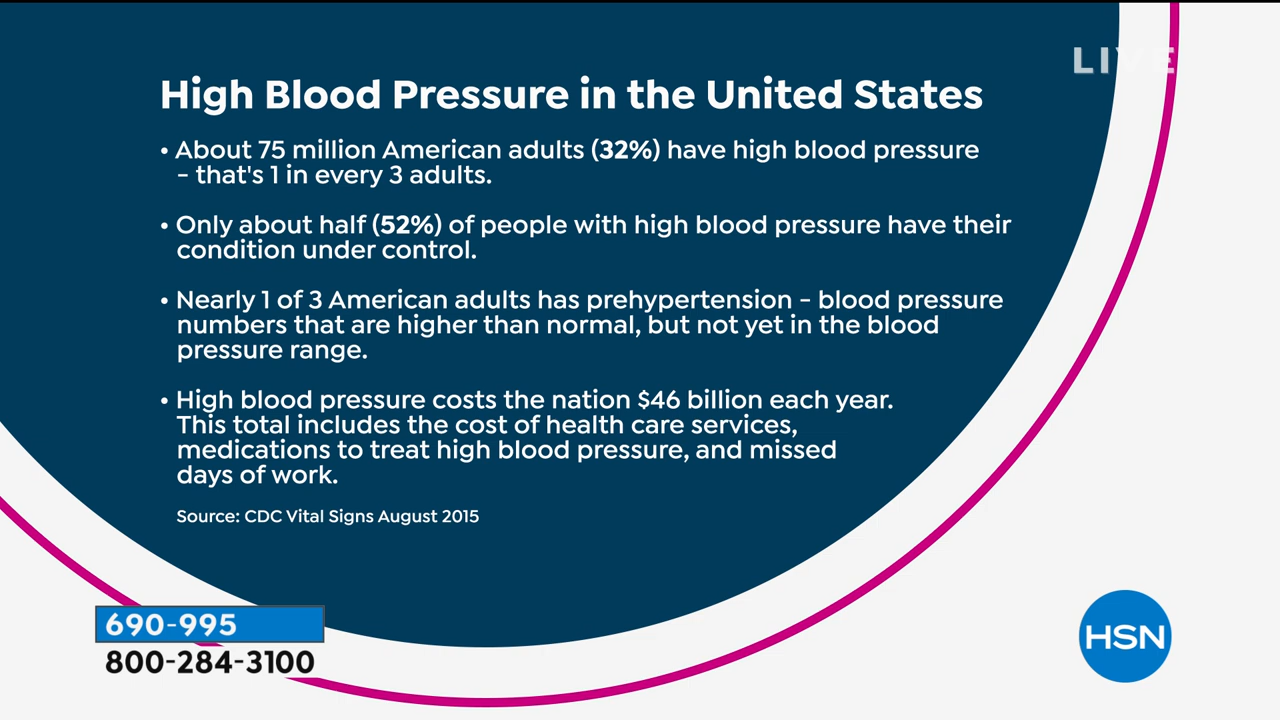 LIVE
High Blood Pressure in the United States
• About 75 million American adults (32%) have high blood pressure
- that's 1 in every 3 adults.
• Only about half (52%) of people with high blood pressure have their
condition under control.
• Nearly 1 of 3 American adults has prehypertension - blood pressure
numbers that are higher than normal, but not yet in the blood
pressure range.
• High blood pressure costs the nation $46 billion each year.
This total includes the cost of health care services,
medications to treat high blood pressure, and missed
days of work.
Source: CDC Vital Signs August 2015
690-995
800-284-3100
HSN